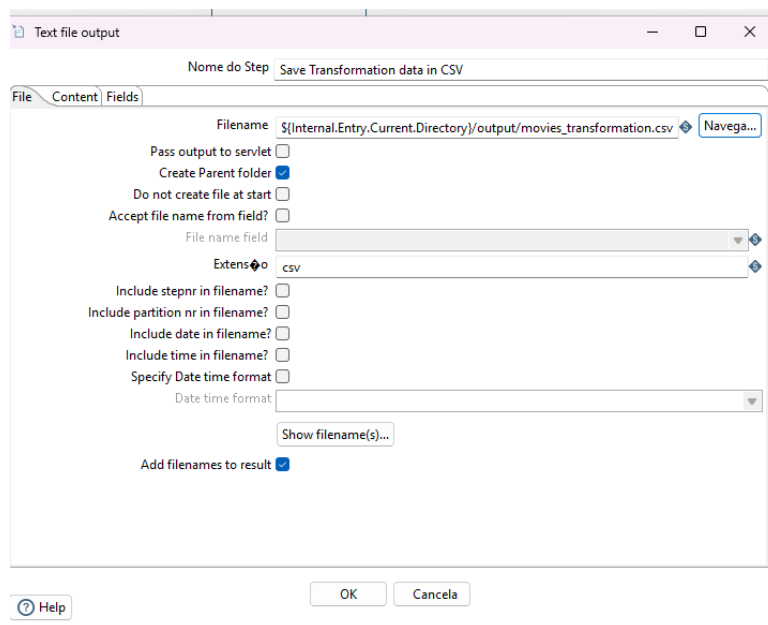 Text file output
Nome do Step Save Transformation data in CSV
File Content Fields
Filename ${Internal.Entry.Current.Directory}/output/movies_transformation.csv Navega...
Pass output to servlet
Create Parent folder
Do not create file at start
Accept file name from field?
File name field
Extens�o csv
Include stepnr in filename?
Include partition nr in filename?
Include date in filename?
Include time in filename?
Specify Date time format
Date time format
Show filename(s)...
Add filenames to result
OK Cancela
Help